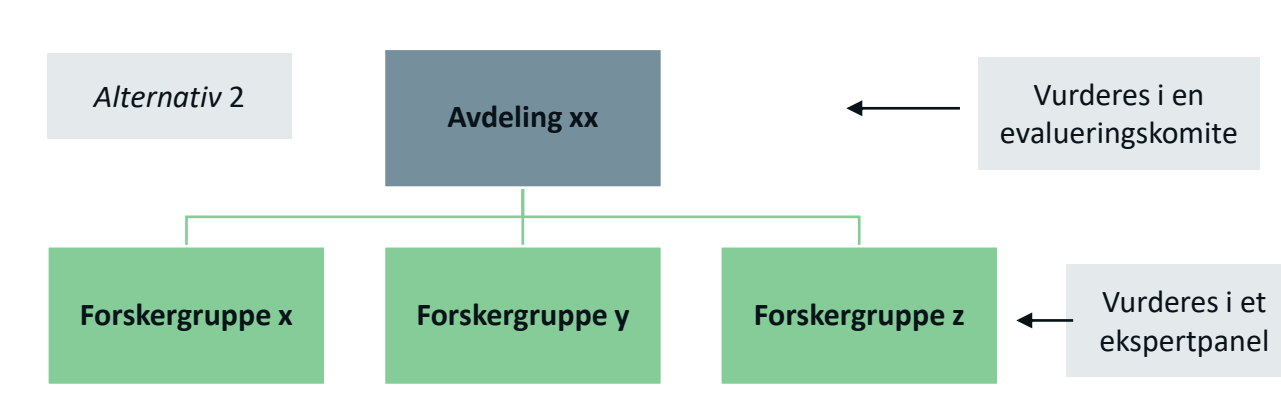 Alternativ 2
Avdeling xx
Vurderes i en
evalueringskomite
Forskergruppe x
Forskergruppe y
Forskergruppe z
Vurderes i et
ekspertpanel